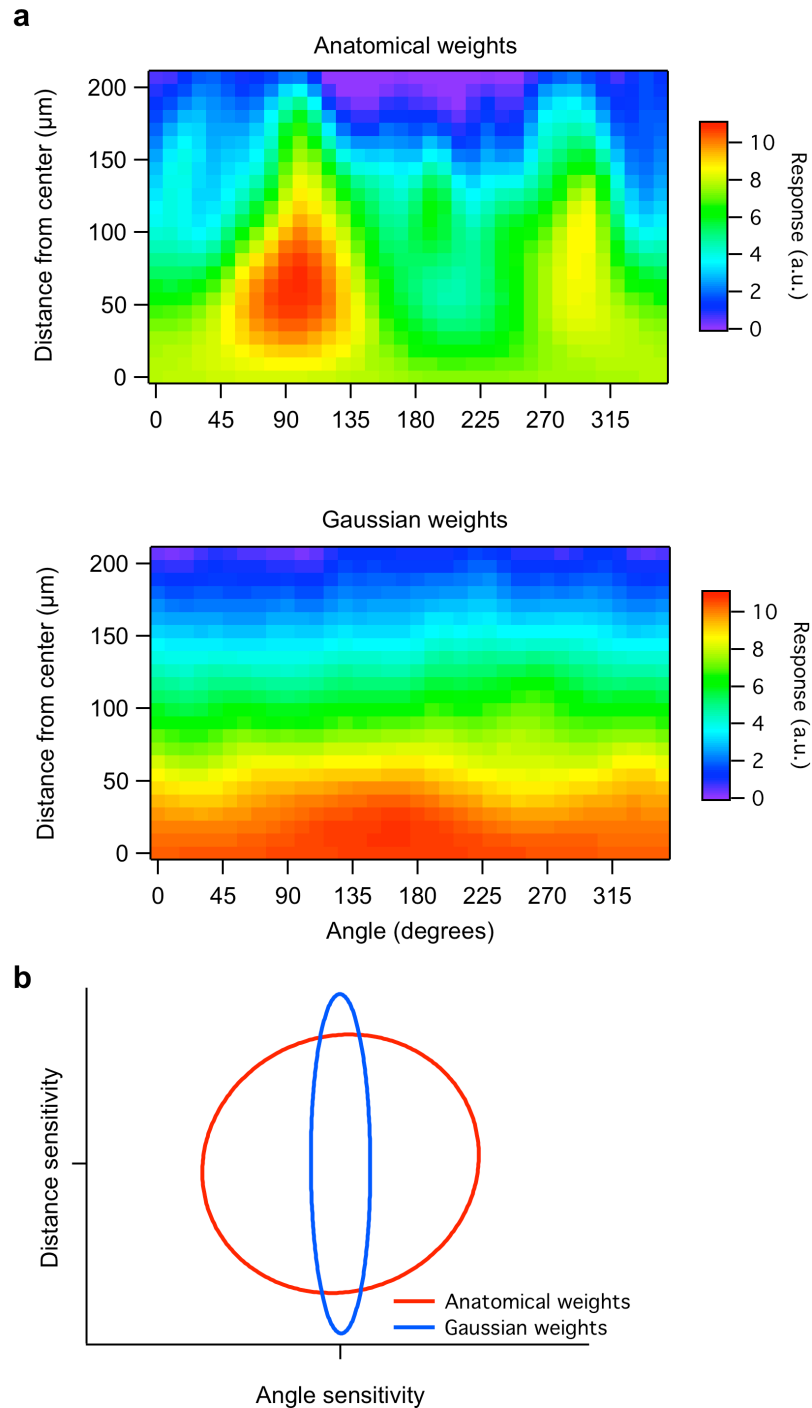 a
Anatomical weights
Distance from center (μm)
200
150
100
50
0
0 45 90 135 180 225 270 315
10
8
6
4
2
0
Response (a.u.)
Gaussian weights
Distance from center (μm)
200
150
100
50
0
0 45 90 135 180 225 270 315
Angle (degrees)
10
8
6
4
2
0
Response (a.u.)
b
Distance sensitivity
Anatomical weights
Gaussian weights
Angle sensitivity